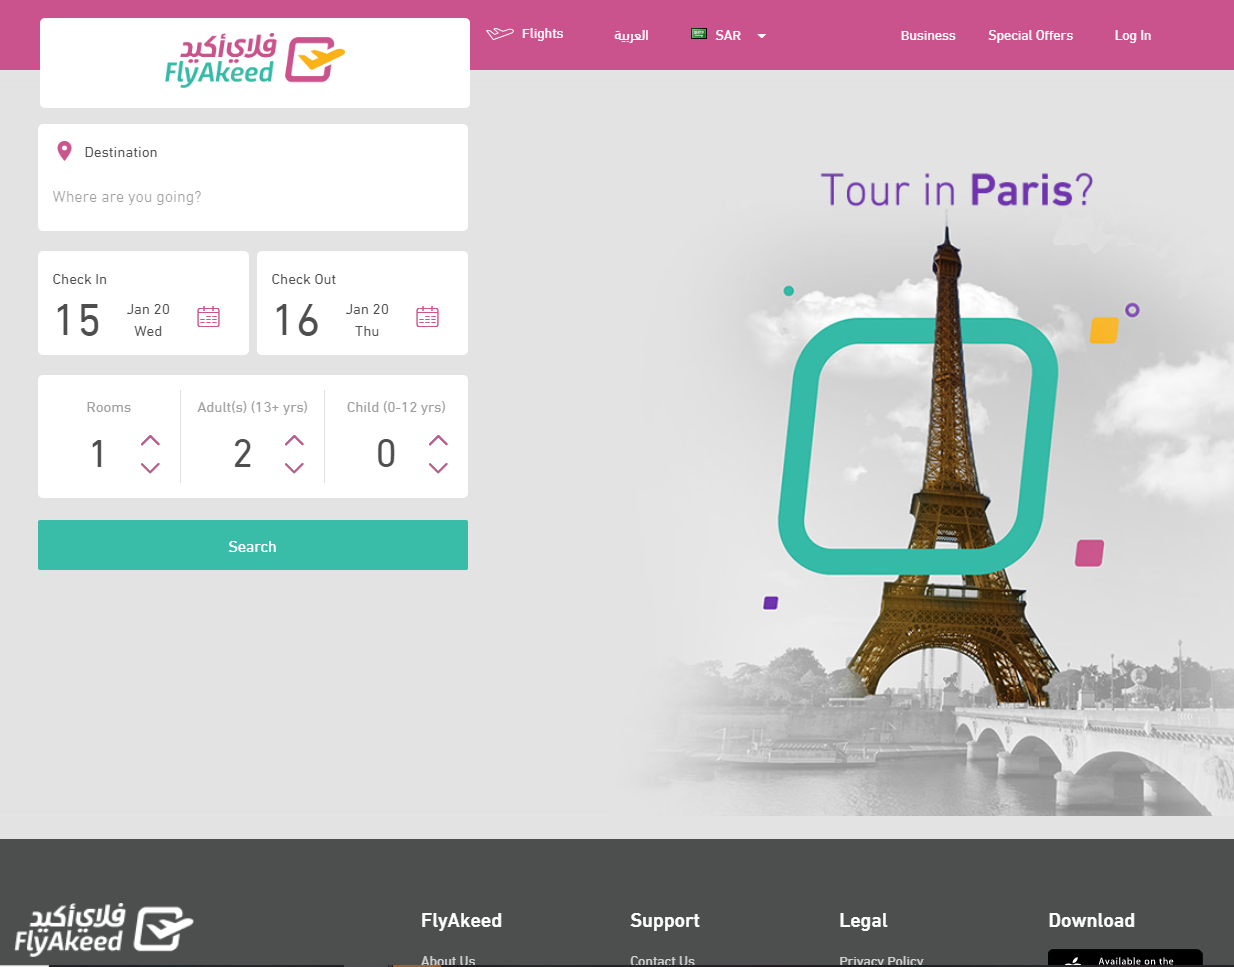 فلاي أكيد
FlyAkeed
Flights
العربية
SAR
Business
Special Offers
Log In
Destination
Where are you going?
Check In
15
Jan 20
Wed
Check Out
16
Jan 20
Thu
Rooms
1
Adult(s) (13+ yrs)
2
Child (0-12 yrs)
0
Search
Tour in Paris?
فلاي أكيد
FlyAkeed
FlyAkeed
Support
Legal
Download
About Us
Contact Us
Privacy Policy
Available on the